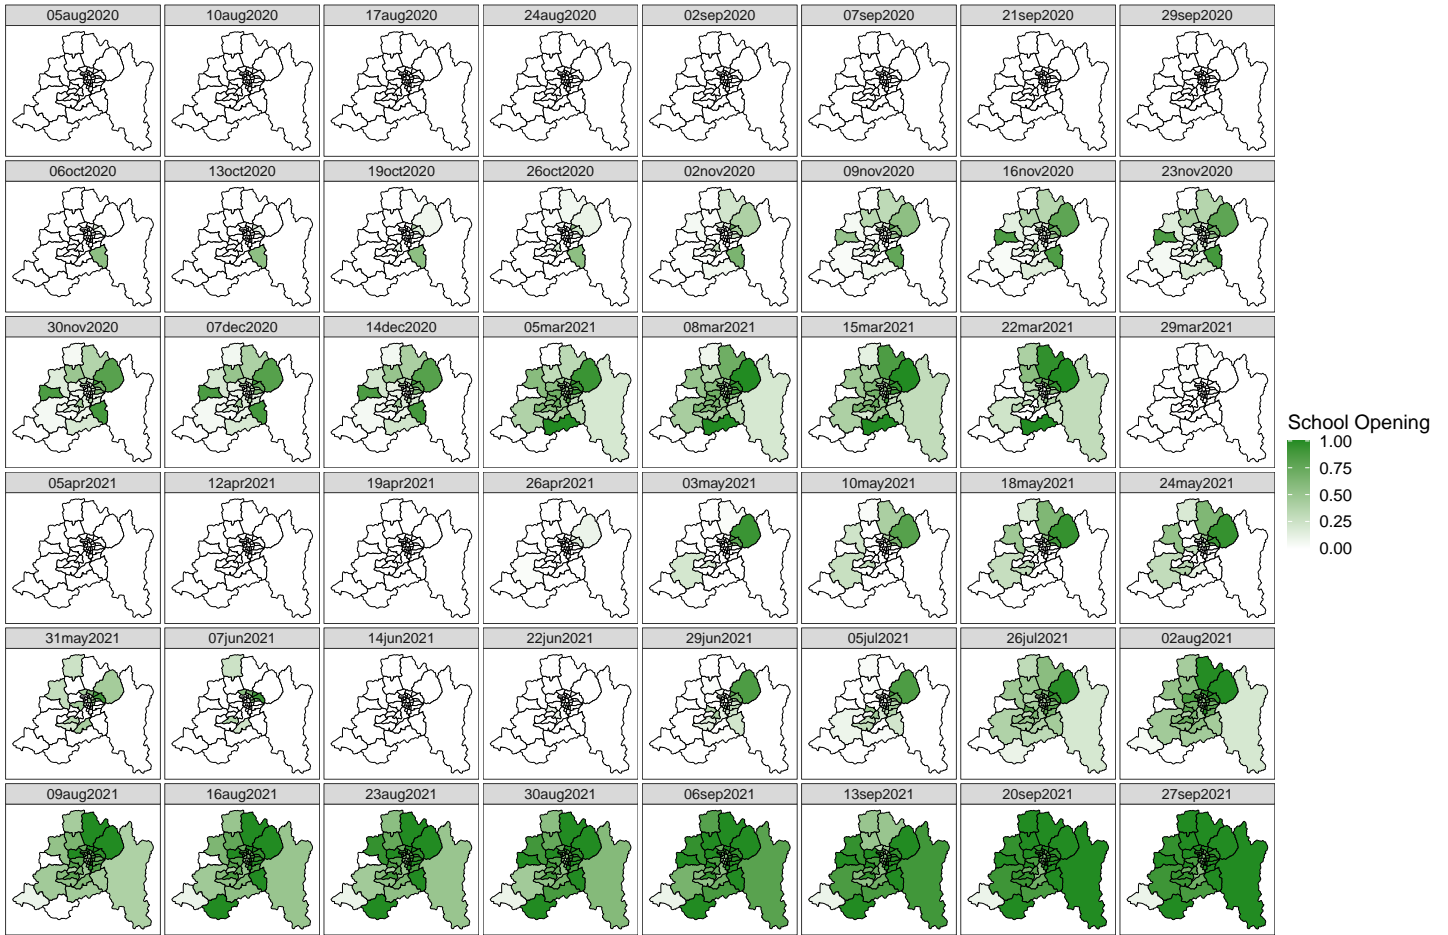 05aug2020 10aug2020 17aug2020 24aug2020 02sep2020 07sep2020 21sep2020 29sep2020
06oct2020 13oct2020 19oct2020 26oct2020 02nov2020 09nov2020 16nov2020 23nov2020
30nov2020 07dec2020 14dec2020 05mar2021 08mar2021 15mar2021 22mar2021 29mar2021
School Opening
1.00
0.75
0.50
0.25
0.00
05apr2021 12apr2021 19apr2021 26apr2021 03may2021 10may2021 18may2021 24may2021
31may2021 07jun2021 14jun2021 22jun2021 29jun2021 05jul2021 26jul2021 02aug2021
09aug2021 16aug2021 23aug2021 30aug2021 06sep2021 13sep2021 20sep2021 27sep2021